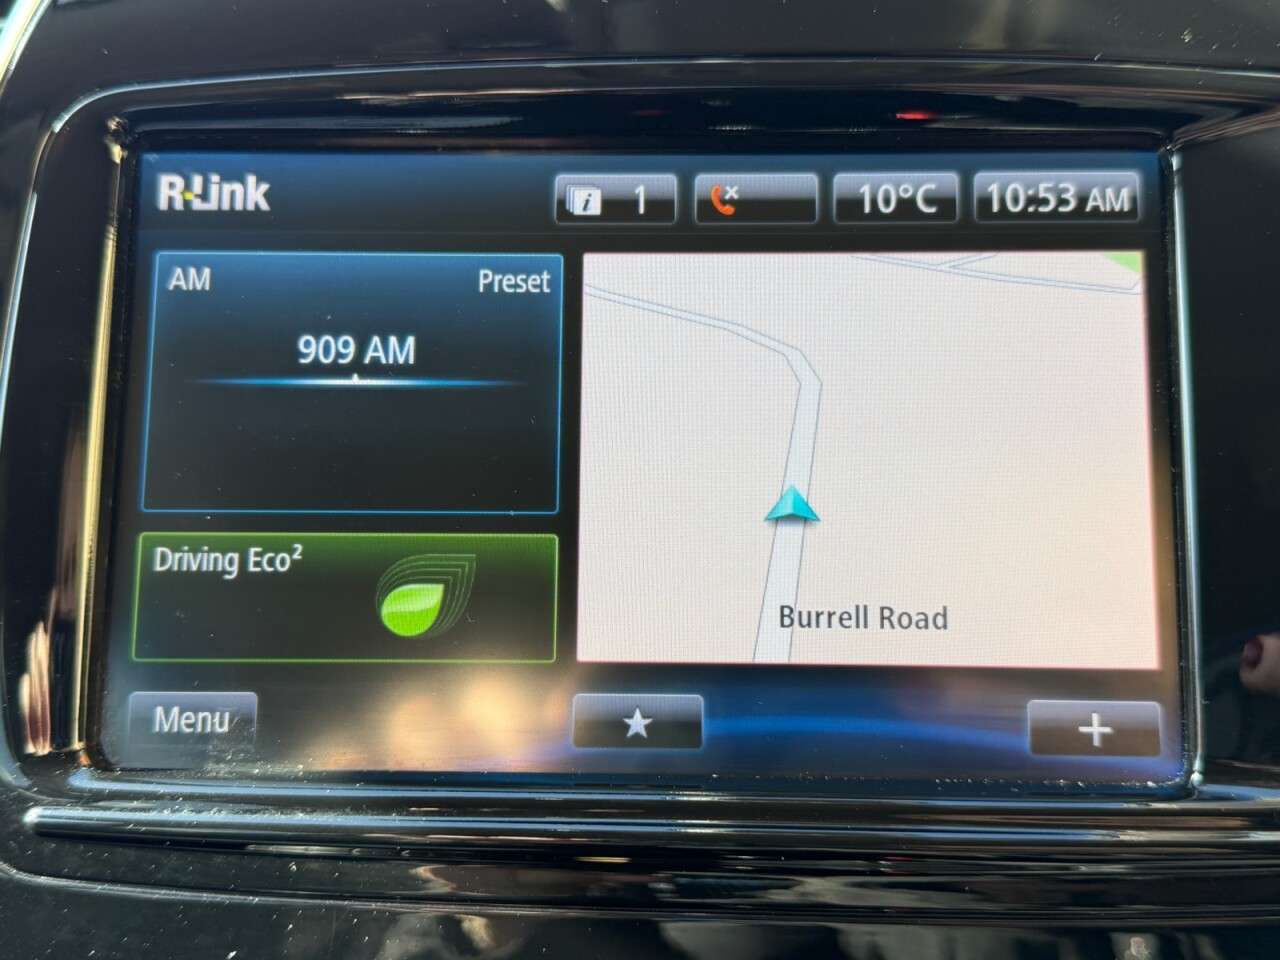 R-Link
1
10°C
10:53 AM
AM
Preset
909 AM
Driving Eco²
Burrell Road
Menu